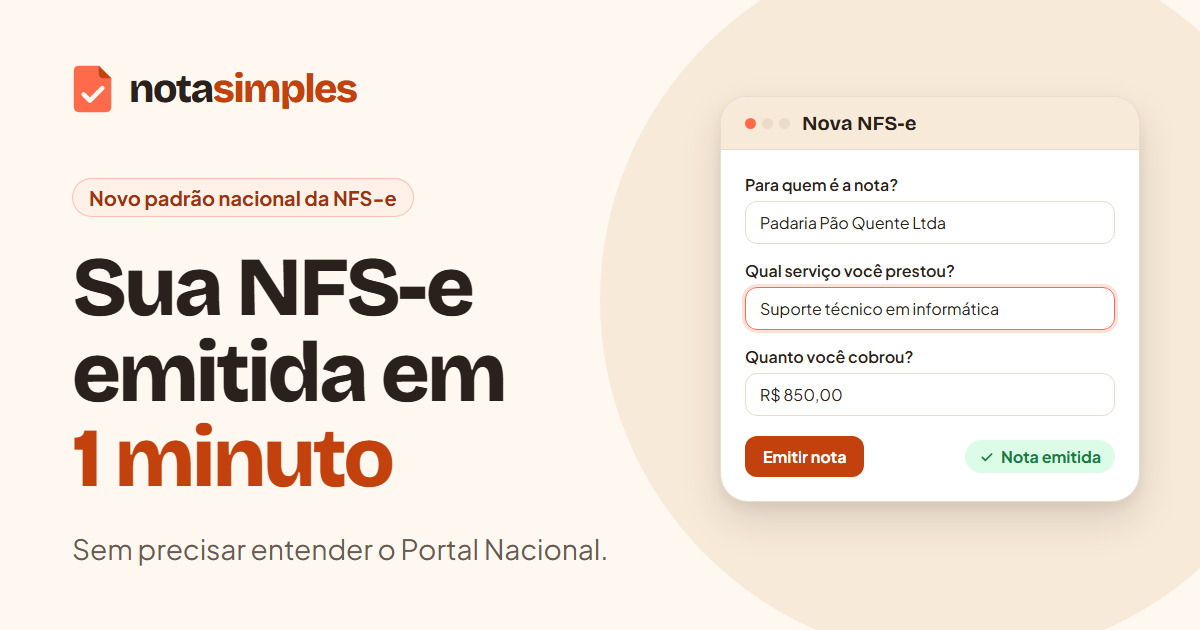 notasimples
Novo padrão nacional da NFS-e
Sua NFS-e
emitida em
1 minuto
Sem precisar entender o Portal Nacional.
Nova NFS-e
Para quem é a nota?
Padaria Pão Quente Ltda
Qual serviço você prestou?
Suporte técnico em informática
Quanto você cobrou?
R$ 850,00
Emitir nota
Nota emitida